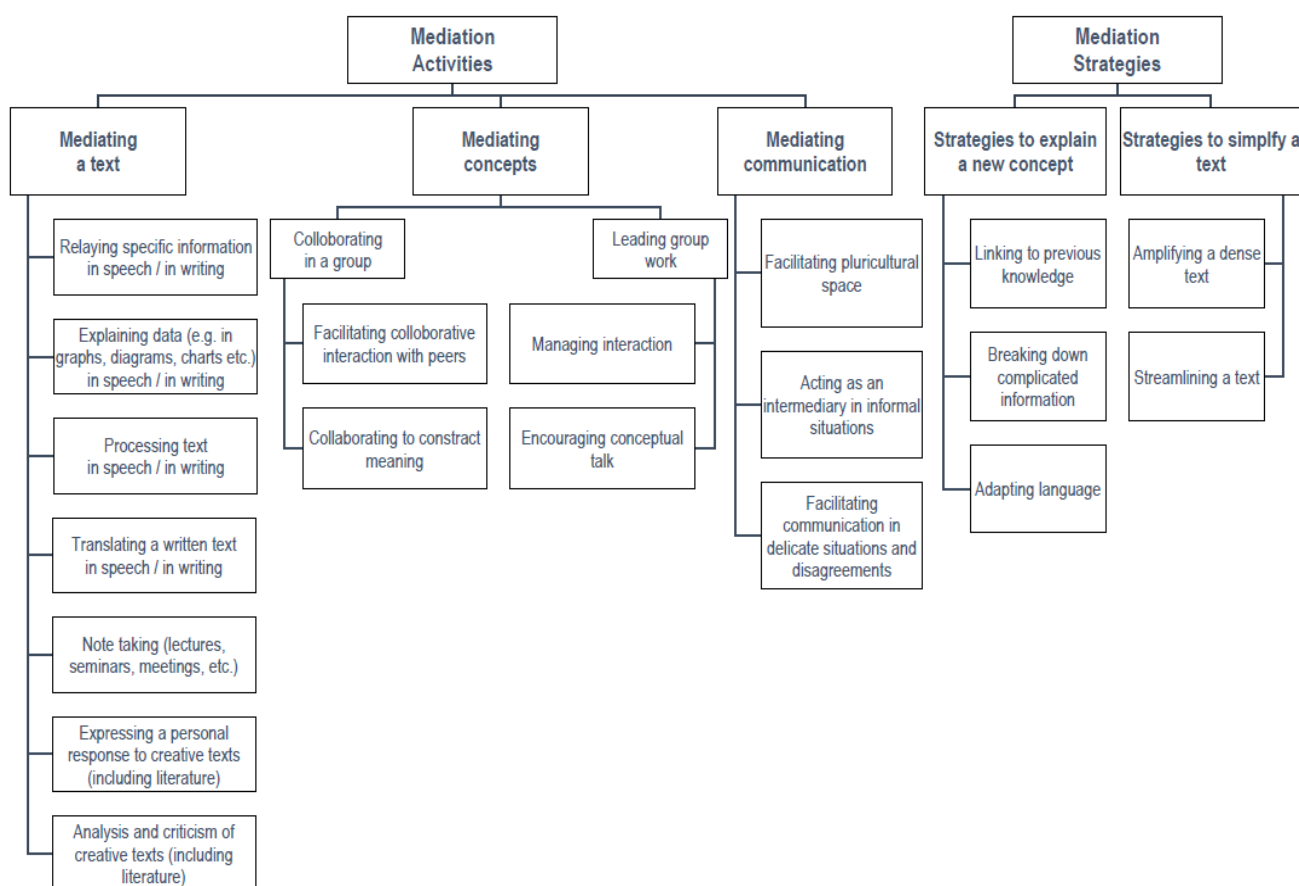 Mediation
Activities
Mediation
Strategies
Mediating
a text
Mediating
concepts
Mediating
communication
Strategies to explain
a new concept
Strategies to simplfy a
text
Relaying specific information
in speech / in writing
Explaining data (e.g. in
graphs, diagrams, charts etc.)
in speech / in writing
Processing text
in speech / in writing
Translating a written text
in speech / in writing
Note taking (lectures,
seminars, meetings, etc.)
Expressing a personal
response to creative texts
(including literature)
Analysis and criticism of
creative texts (including
literature)
Colloborating
in a group
Facilitating colloborative
interaction with peers
Collaborating to constract
meaning
Leading group
work
Managing interaction
Encouraging conceptual
talk
Facilitating pluricultural
space
Acting as an
intermediary in informal
situations
Facilitating
communication in
delicate situations and
disagreements
Linking to previous
knowledge
Breaking down
complicated
information
Adapting language
Amplifying a dense
text
Streamlining a text